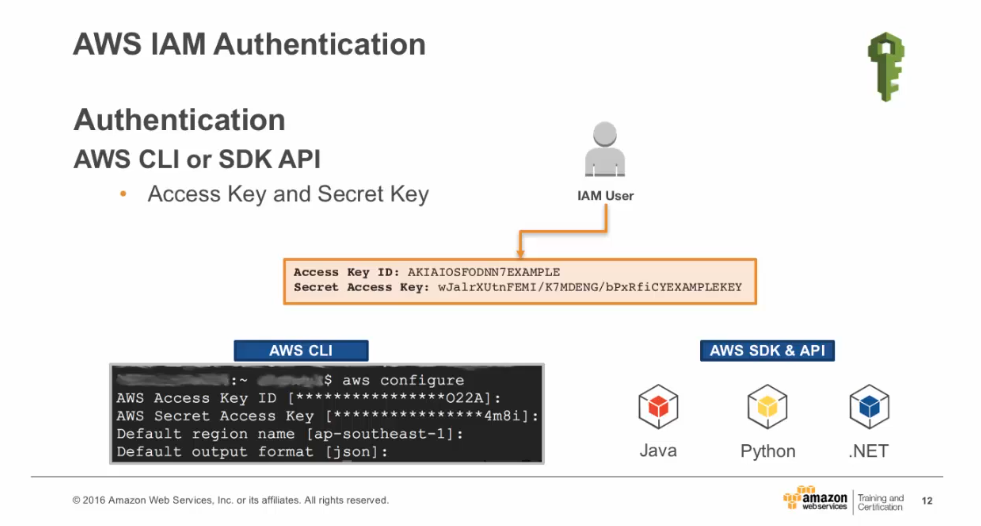 AWS IAM Authentication
Authentication
AWS CLI or SDK API
• Access Key and Secret Key
IAM User
Access Key ID: AKIAIOSFODNN7EXAMPLE
Secret Access Key: wJalrXUtnFEMI/K7MDENG/bPxRfiCYEXAMPLEKEY
AWS CLI
:~ $ aws configure
AWS Access Key ID [****************O22A]:
AWS Secret Access Key [****************4m8i]:
Default region name [ap-southeast-1]:
Default output format [json]:
AWS SDK & API
Java
Python
.NET
© 2016 Amazon Web Services, Inc. or its affiliates. All rights reserved.
amazon
webservices
Training and
Certification
12